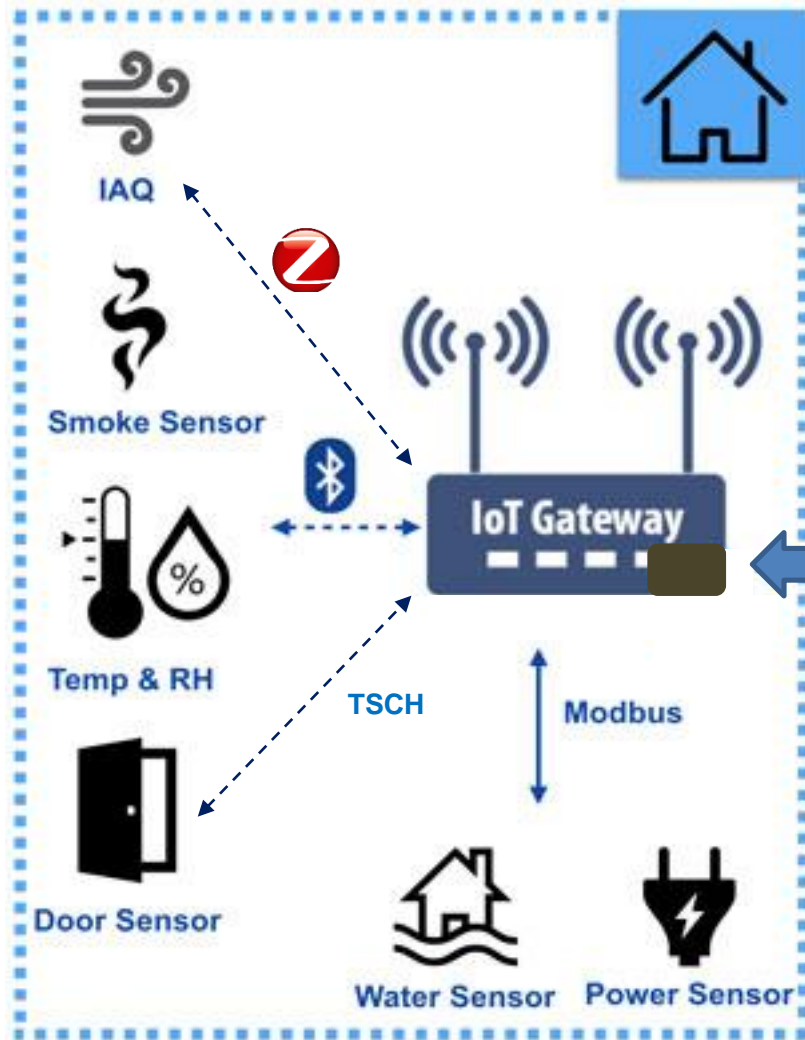 IAQ
Smoke Sensor
IoT Gateway
%
Temp & RH
TSCH
Modbus
Door Sensor
Water Sensor
Power Sensor